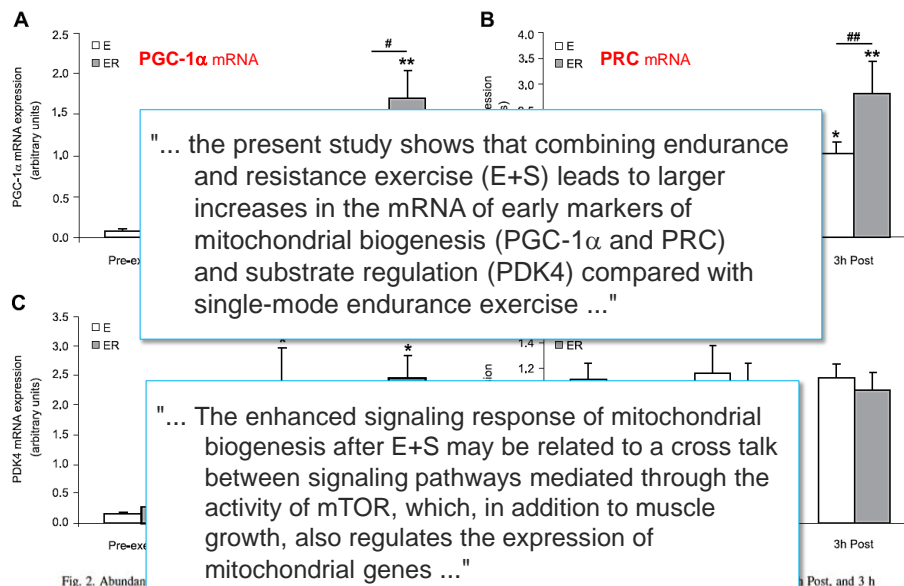 A
B
2.5
2.0
1.5
1.0
0.5
0.0
PGC-1α mRNA expression
(arbitrary units)
E
ER
PGC-1α mRNA
#
**
4.0
3.5
3.0
E
ER
PRC mRNA
##
**
*
3h Post
"... the present study shows that combining endurance
and resistance exercise (E+S) leads to larger
increases in the mRNA of early markers of
mitochondrial biogenesis (PGC-1α and PRC)
and substrate regulation (PDK4) compared with
single-mode endurance exercise ..."
C
3.5
3.0
2.5
2.0
1.5
1.0
0.5
0.0
PDK4 mRNA expression
(arbitrary units)
E
ER
*
*
1.4
1.2
ER
3h Post
"... The enhanced signaling response of mitochondrial
biogenesis after E+S may be related to a cross talk
between signaling pathways mediated through the
activity of mTOR, which, in addition to muscle
growth, also regulates the expression of
mitochondrial genes ..."
Fig. 2.
Post, and 3 h